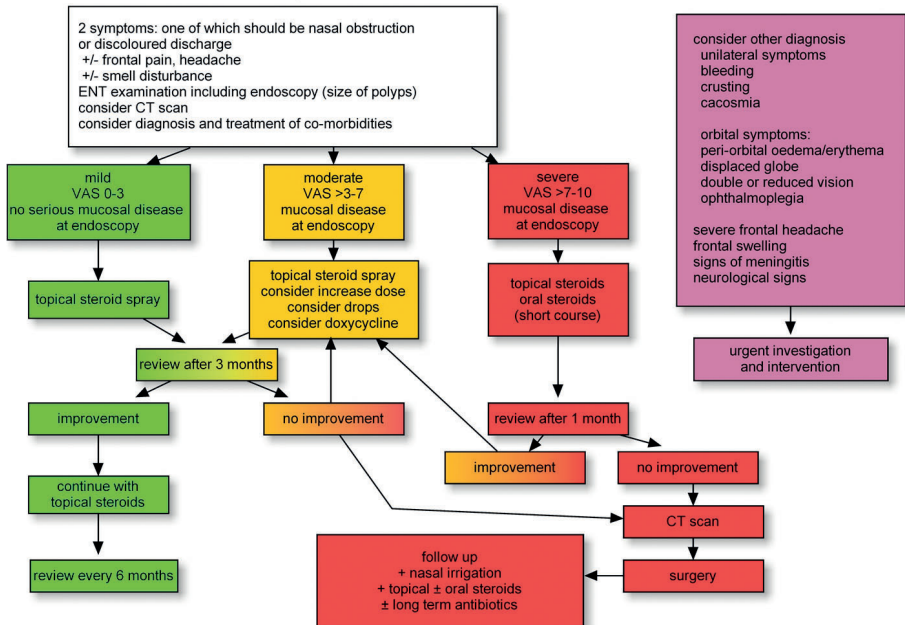 2 symptoms: one of which should be nasal obstruction
or discoloured discharge
+/- frontal pain, headache
+/- smell disturbance
ENT examination including endoscopy (size of polyps)
consider CT scan
consider diagnosis and treatment of co-morbidities
consider other diagnosis
unilateral symptoms
bleeding
crusting
cacosmia
orbital symptoms:
peri-orbital oedema/erythema
displaced globe
double or reduced vision
ophthalmoplegia
severe frontal headache
frontal swelling
signs of meningitis
neurological signs
urgent investigation
and intervention
mild
VAS 0-3
no serious mucosal disease
at endoscopy
moderate
VAS >3-7
mucosal disease
at endoscopy
severe
VAS >7-10
mucosal disease
at endoscopy
topical steroid spray
topical steroid spray
consider increase dose
consider drops
consider doxycycline
topical steroids
oral steroids
(short course)
review after 3 months
improvement
no improvement
review after 1 month
improvement
no improvement
continue with
topical steroids
CT scan
review every 6 months
surgery
follow up
+ nasal irrigation
+ topical ± oral steroids
± long term antibiotics